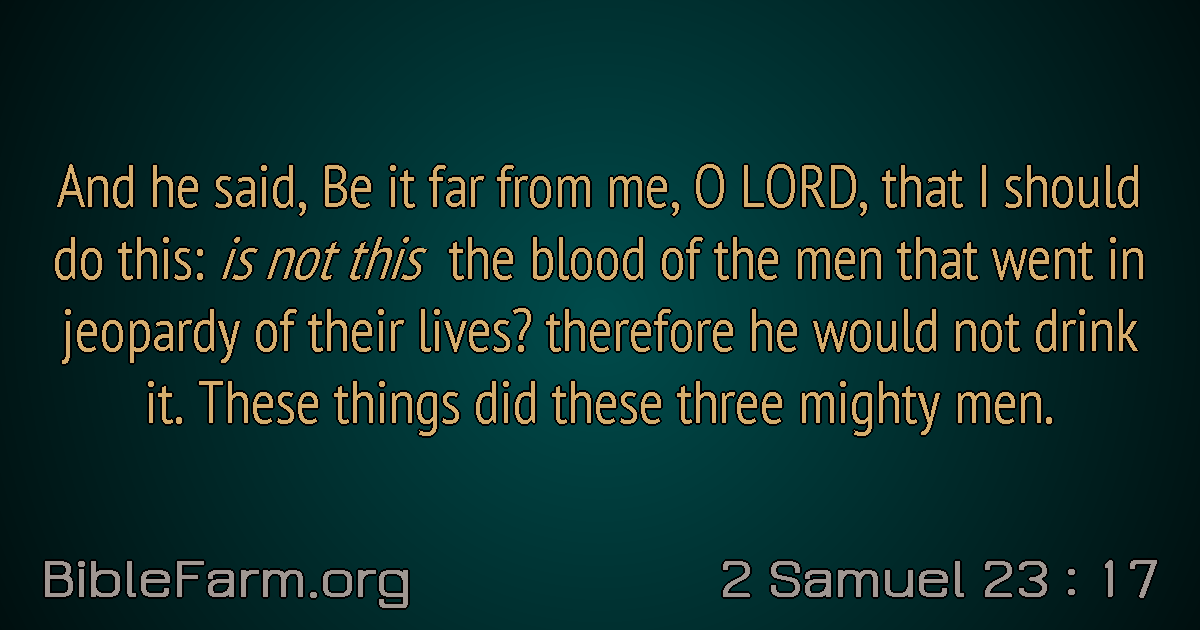 And he said, Be it far from me, O LORD, that I should
do this: is not this the blood of the men that went in
jeopardy of their lives? therefore he would not drink
it. These things did these three mighty men.
BibleFarm.org
2 Samuel 23 : 17